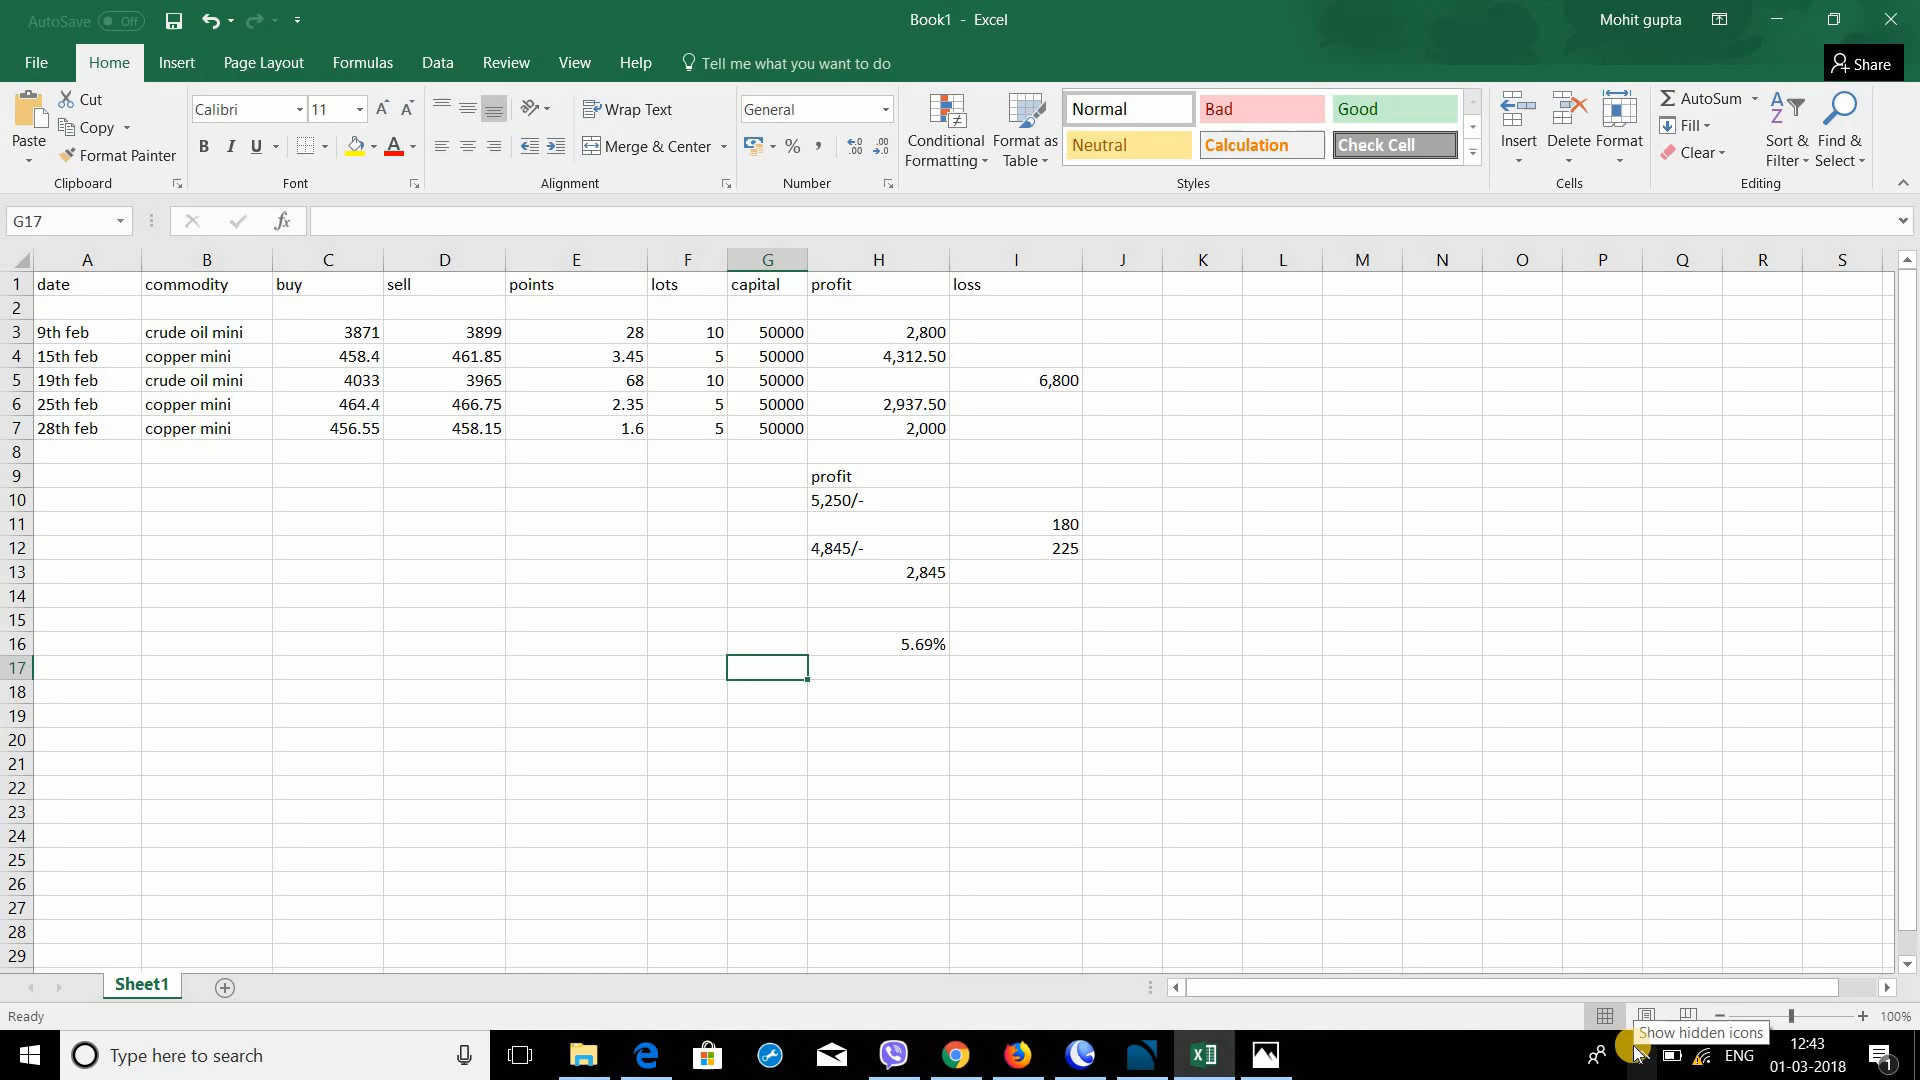 AutoSave Off
Book1 - Excel
Mohit gupta
File Home Insert Page Layout Formulas Data Review View Help Tell me what you want to do Share
Paste
Cut
Copy
Format Painter
Clipboard
Calibri 11
B I U
Font
Wrap Text
Merge & Center
Alignment
General
Number
Conditional Formatting
Format as Table
Normal Bad Good
Neutral Calculation Check Cell
Styles
Insert Delete Format
Cells
AutoSum
Fill
Clear
Sort & Filter
Find & Select
Editing
G17 fx
A B C D E F G H I J K L M N O P Q R S
1 date commodity buy sell points lots capital profit loss
2
3 9th feb crude oil mini 3871 3899 28 10 50000 2,800
4 15th feb copper mini 458.4 461.85 3.45 5 50000 4,312.50
5 19th feb crude oil mini 4033 3965 68 10 50000 6,800
6 25th feb copper mini 464.4 466.75 2.35 5 50000 2,937.50
7 28th feb copper mini 456.55 458.15 1.6 5 50000 2,000
8
9 profit
10 5,250/-
11 180
12 4,845/- 225
13 2,845
14
15
16 5.69%
17
18
19
20
21
22
23
24
25
26
27
28
29
Sheet1
Ready
100%
Show hidden icons
Type here to search
ENG
12:43
01-03-2018
1